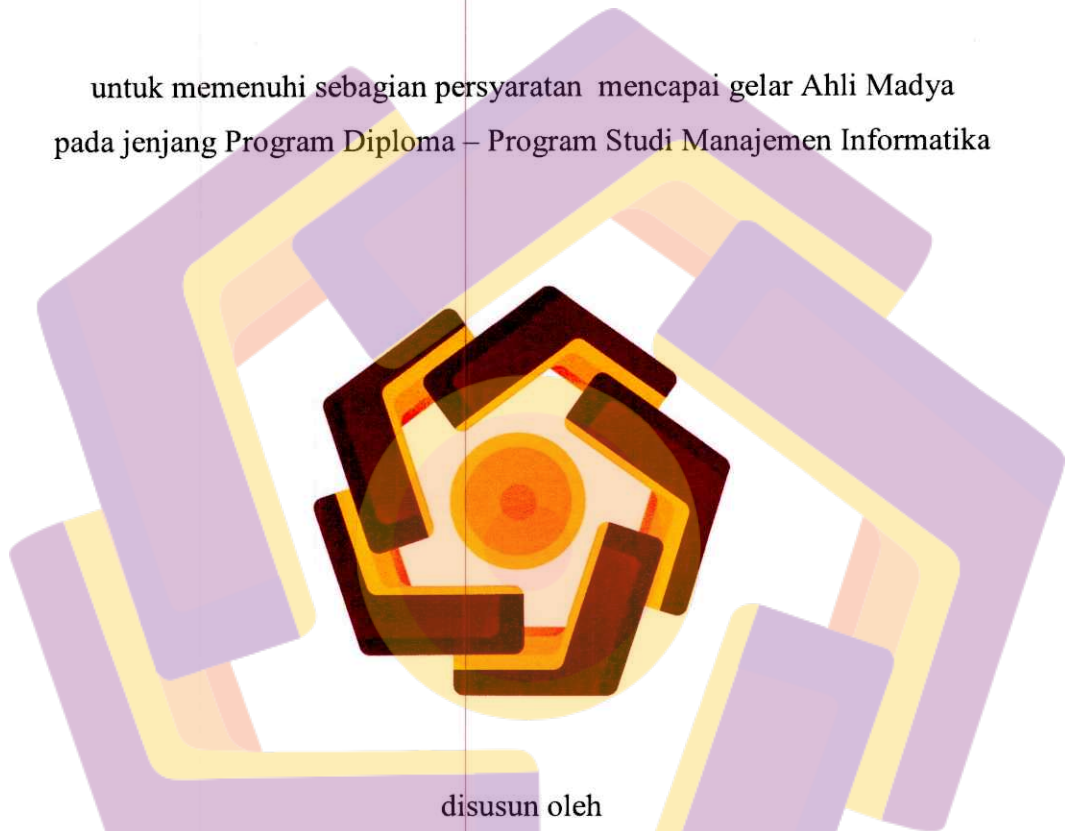 untuk memenuhi sebagian persyaratan mencapai gelar Ahli Madya
pada jenjang Program Diploma – Program Studi Manajemen Informatika
disusun oleh